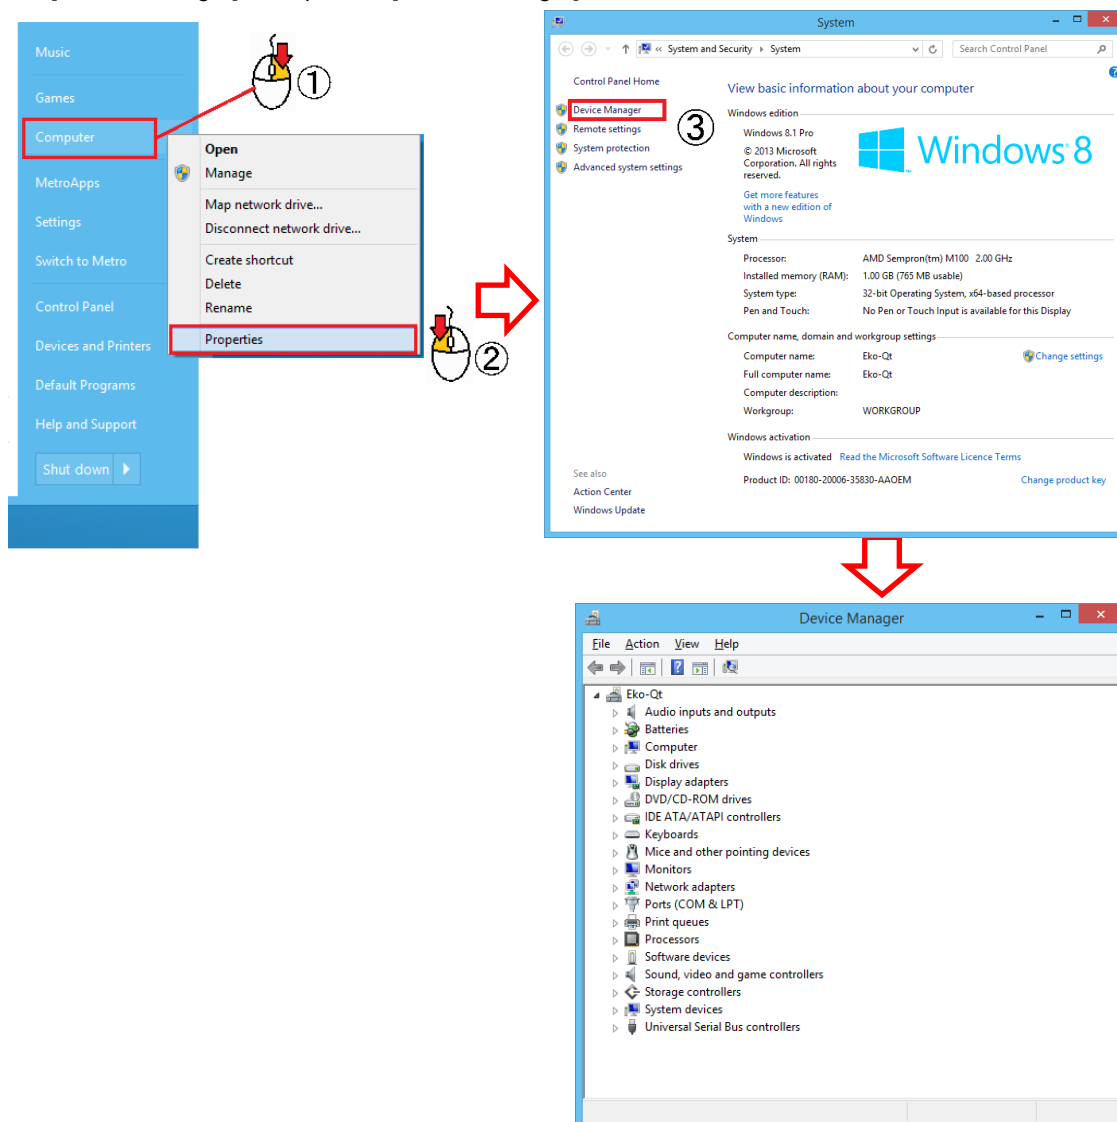 Music
Games
Computer
MetroApps
Settings
Switch to Metro
Control Panel
Devices and Printers
Default Programs
Help and Support
Shut down
①
Open
Manage
Map network drive...
Disconnect network drive...
Create shortcut
Delete
Rename
Properties
②
System
« System and Security System
Search Control Panel
Control Panel Home
Device Manager
Remote settings
System protection
Advanced system settings
③
See also
Action Center
Windows Update
View basic information about your computer
Windows edition
Windows 8.1 Pro
© 2013 Microsoft
Corporation. All rights
reserved.
Get more features
with a new edition of
Windows
Windows 8
System
Processor: AMD Sempron(tm) M100 2.00 GHz
Installed memory (RAM): 1.00 GB (765 MB usable)
System type: 32-bit Operating System, x64-based processor
Pen and Touch: No Pen or Touch Input is available for this Display
Computer name, domain and workgroup settings
Computer name: Eko-Qt Change settings
Full computer name: Eko-Qt
Computer description:
Workgroup: WORKGROUP
Windows activation
Windows is activated Read the Microsoft Software Licence Terms
Product ID: 00180-20006-35830-AAOEM Change product key
Device Manager
File Action View Help
Eko-Qt
Audio inputs and outputs
Batteries
Computer
Disk drives
Display adapters
DVD/CD-ROM drives
IDE ATA/ATAPI controllers
Keyboards
Mice and other pointing devices
Monitors
Network adapters
Ports (COM & LPT)
Print queues
Processors
Software devices
Sound, video and game controllers
Storage controllers
System devices
Universal Serial Bus controllers